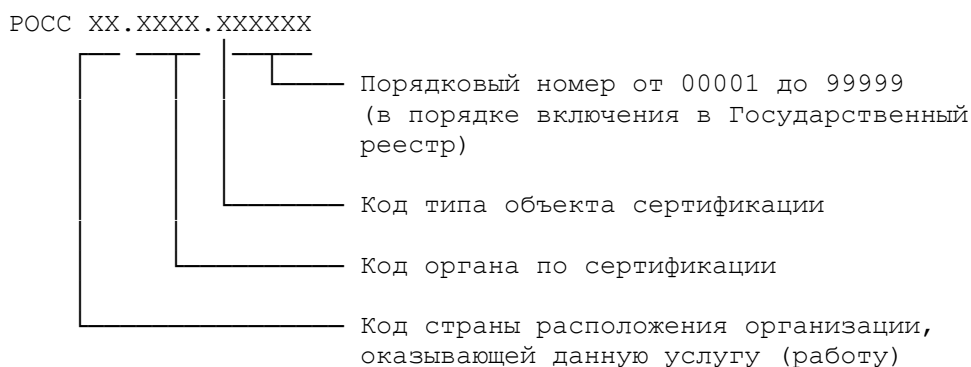 РОСС XX.XXXX.XXXXXX
Порядковый номер от 00001 до 99999
(в порядке включения в Государственный
реестр)
Код типа объекта сертификации
Код органа по сертификации
Код страны расположения организации,
оказывающей данную услугу (работу)